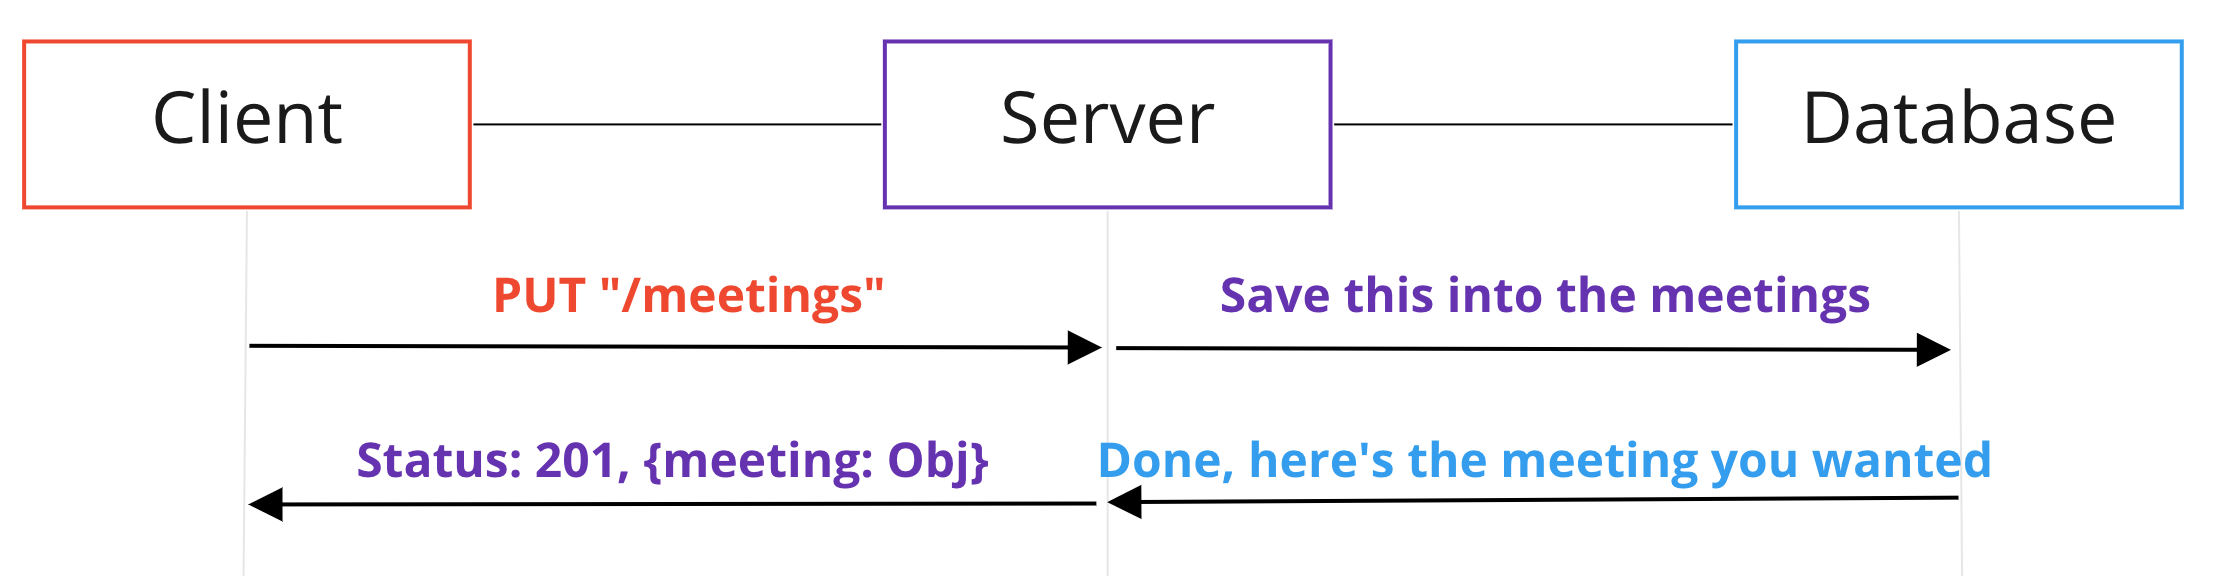 Client
Server
Database
PUT "/meetings"
Save this into the meetings
Status: 201, {meeting: Obj}
Done, here's the meeting you wanted